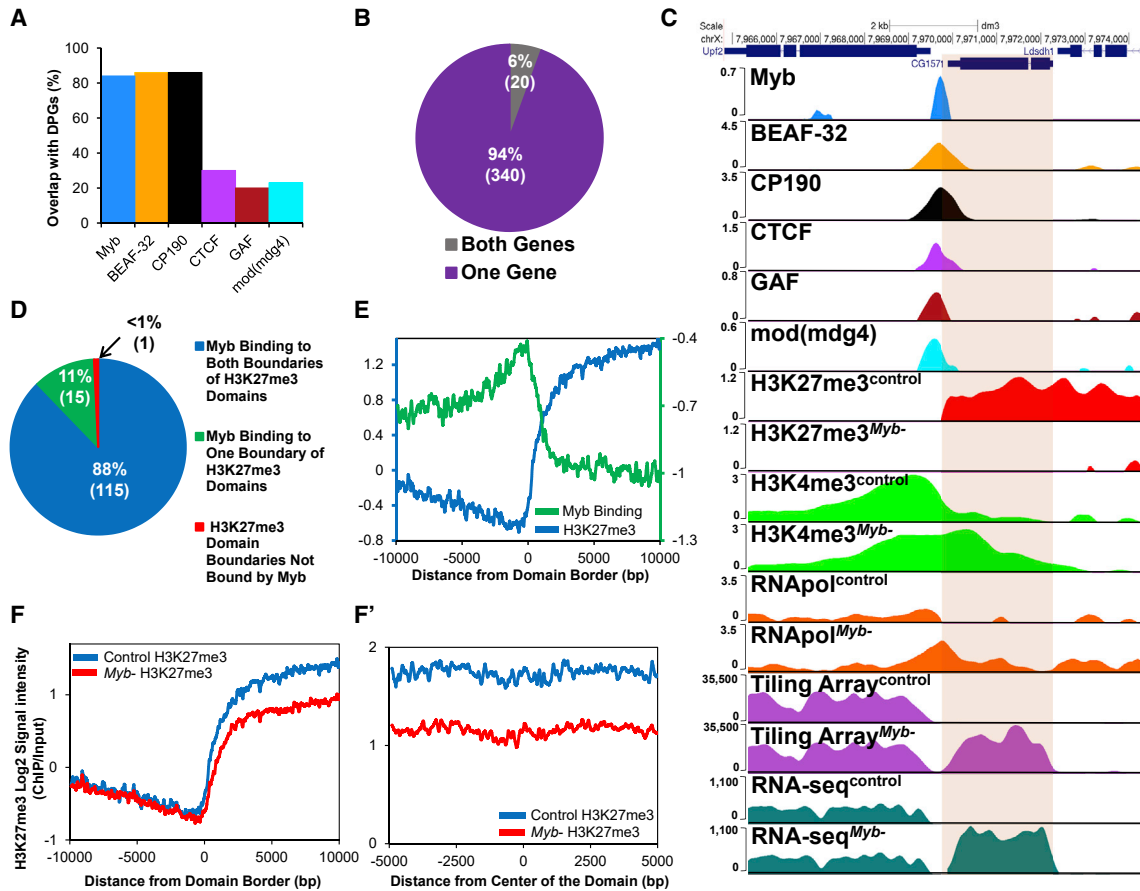 A
Overlap with DPGs (%)
100
80
60
40
20
0
Myb
BEAF-32
CP190
CTCF
GAF
mod(mdg4)
B
6%
(20)
94%
(340)
Both Genes
One Gene
C
Scale
2 kb
dm3
chrX:
7,966,000
7,967,000
7,968,000
7,969,000
7,970,000
7,971,000
7,972,000
7,973,000
7,974,000
Upf2
Ldsdh1
0.7
Myb
0
4.5
BEAF-32
0
3.5
CP190
0
1.5
CTCF
0
0.8
GAF
0
0.6
mod(mdg4)
0
1.2
H3K27me3control
0
1.2
H3K27me3Myb-
0
H3K4me3control
3
0
3
H3K4me3Myb-
0
3.5
RNApolcontrol
0
3.5
RNApolMyb-
0
35,500
Tiling Arraycontrol
0
35,500
Tiling ArrayMyb-
0
1,100
RNA-seqcontrol
0
1,100
RNA-seqMyb-
0
D
<1%
(1)
11%
(15)
88%
(115)
Myb Binding to
Both Boundaries
of H3K27me3
Domains
Myb Binding to
One Boundary of
H3K27me3
Domains
H3K27me3
Domain
Boundaries Not
Bound by Myb
E
1.2
0.8
0.4
0
-0.4
-0.8
-0.4
-0.7
-1
-1.3
Myb Binding
H3K27me3
-10000
-5000
0
5000
10000
Distance from Domain Border (bp)
F
H3K27me3 Log2 Signal intensity
(ChIP/Input)
Control H3K27me3
Myb- H3K27me3
1
0
-1
-10000
-5000
0
5000
10000
Distance from Domain Border (bp)
F'
2
1
0
Control H3K27me3
Myb- H3K27me3
-5000
-3000
-1000
1000
3000
5000
Distance from Center of the Domain (bp)